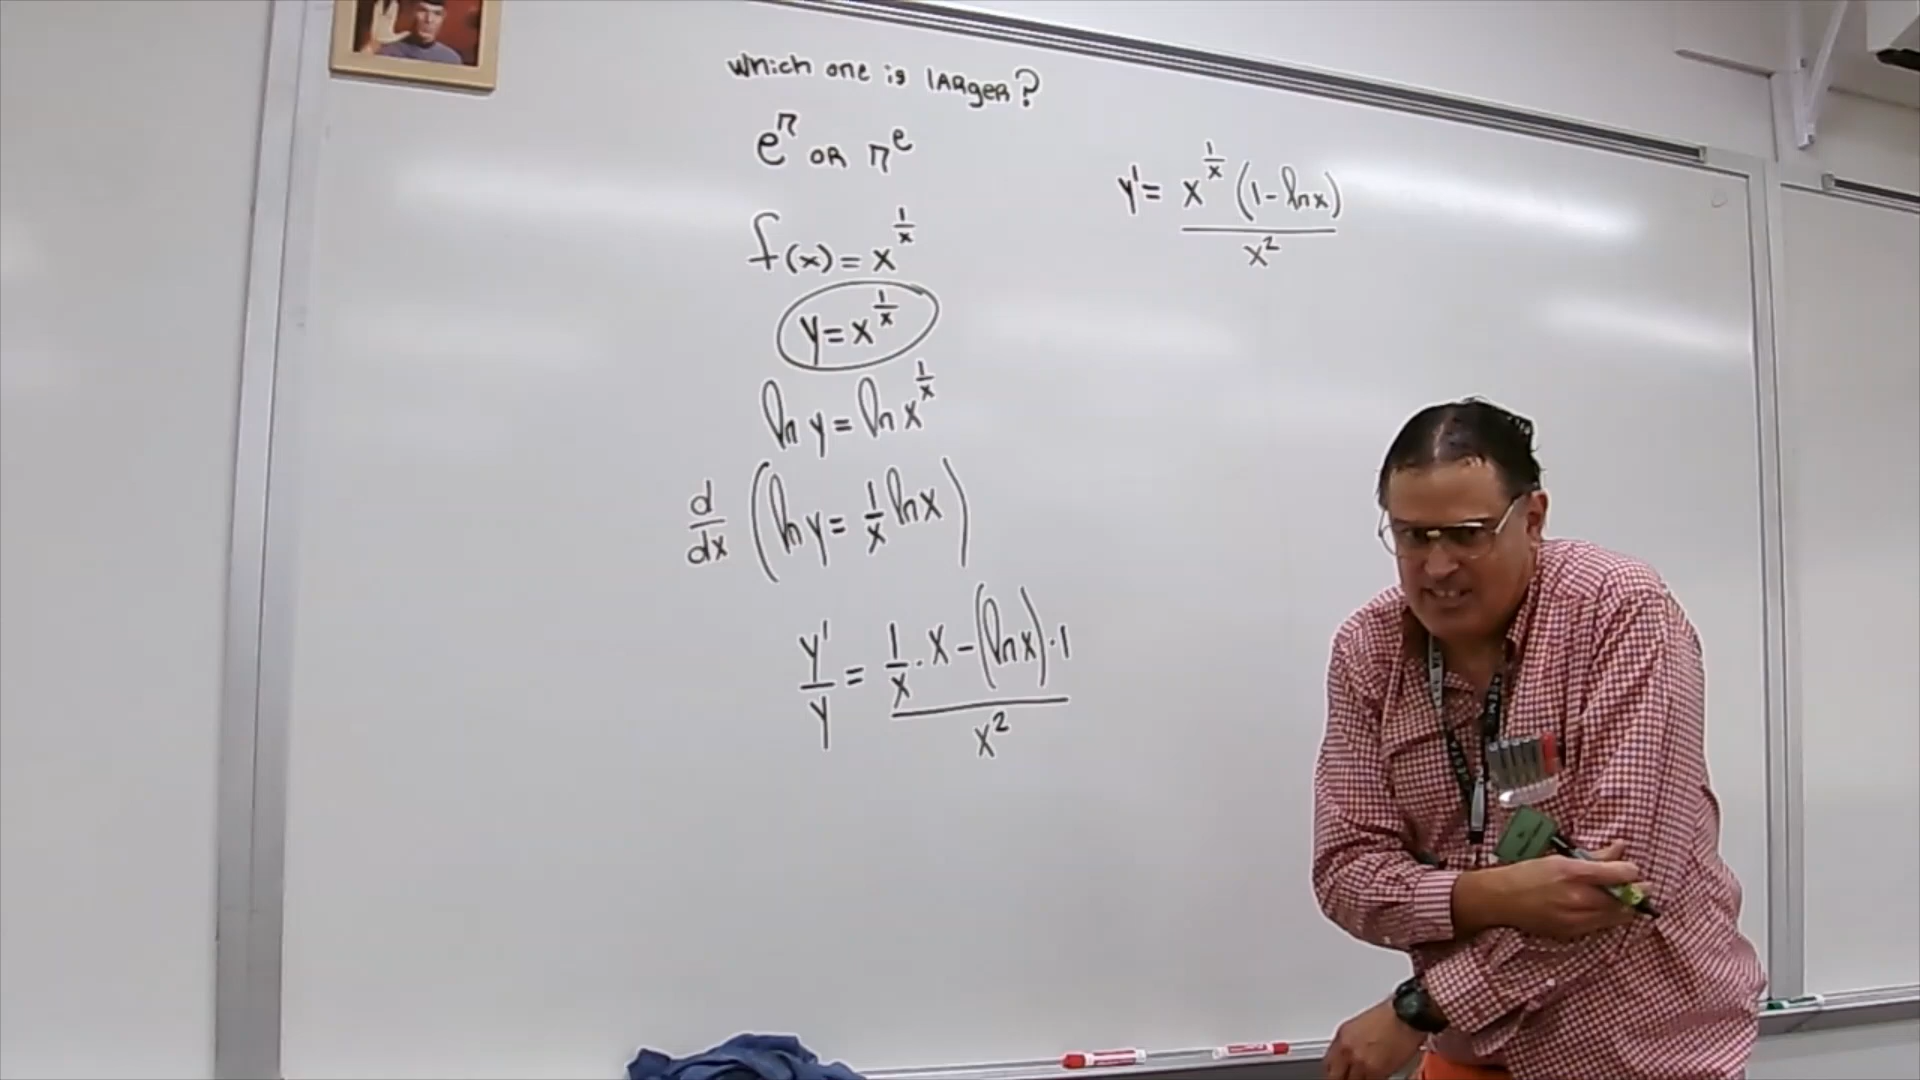 Which one is LARger?
e^π OR π^e
f(x) = x^(1/x)
y = x^(1/x)
ln y = ln x^(1/x)
d/dx (ln y = 1/x ln x)
y'/y = (1/x · x - (ln x) · 1)/x²
y' = x^(1/x) (1 - ln x)/x²